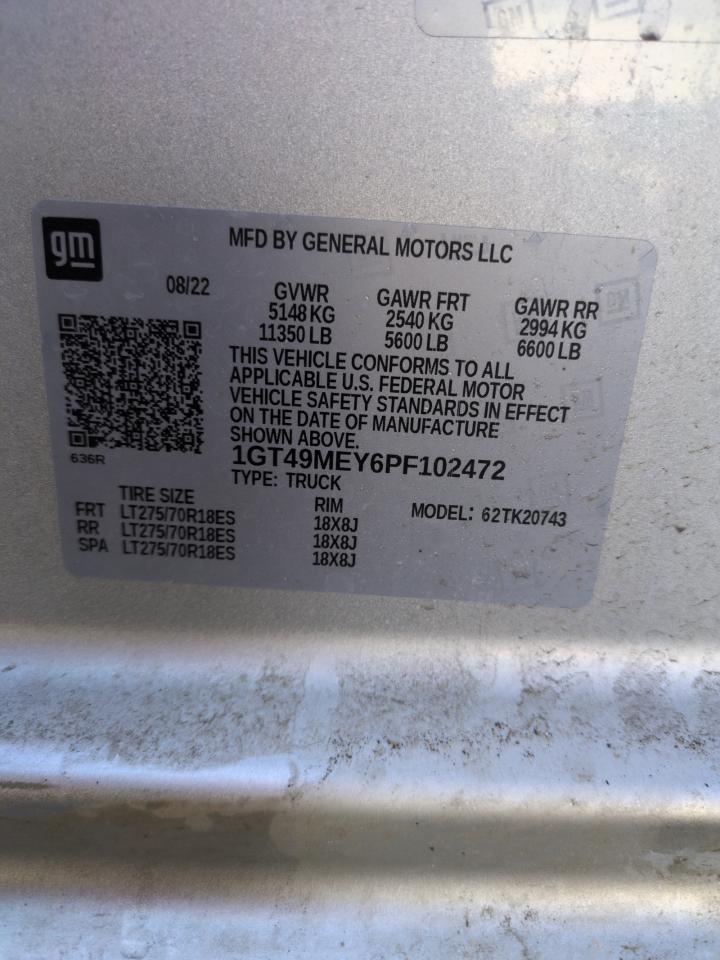 gm
MFD BY GENERAL MOTORS LLC
08/22
GVWR
5148 KG
11350 LB
GAWR FRT
2540 KG
5600 LB
GAWR RR
2994 KG
6600 LB
THIS VEHICLE CONFORMS TO ALL
APPLICABLE U.S. FEDERAL MOTOR
VEHICLE SAFETY STANDARDS IN EFFECT
ON THE DATE OF MANUFACTURE
SHOWN ABOVE.
636R
1GT49MEY6PF102472
TYPE: TRUCK
TIRE SIZE RIM MODEL: 62TK20743
FRT LT275/70R18ES 18X8J
RR LT275/70R18ES 18X8J
SPA LT275/70R18ES 18X8J